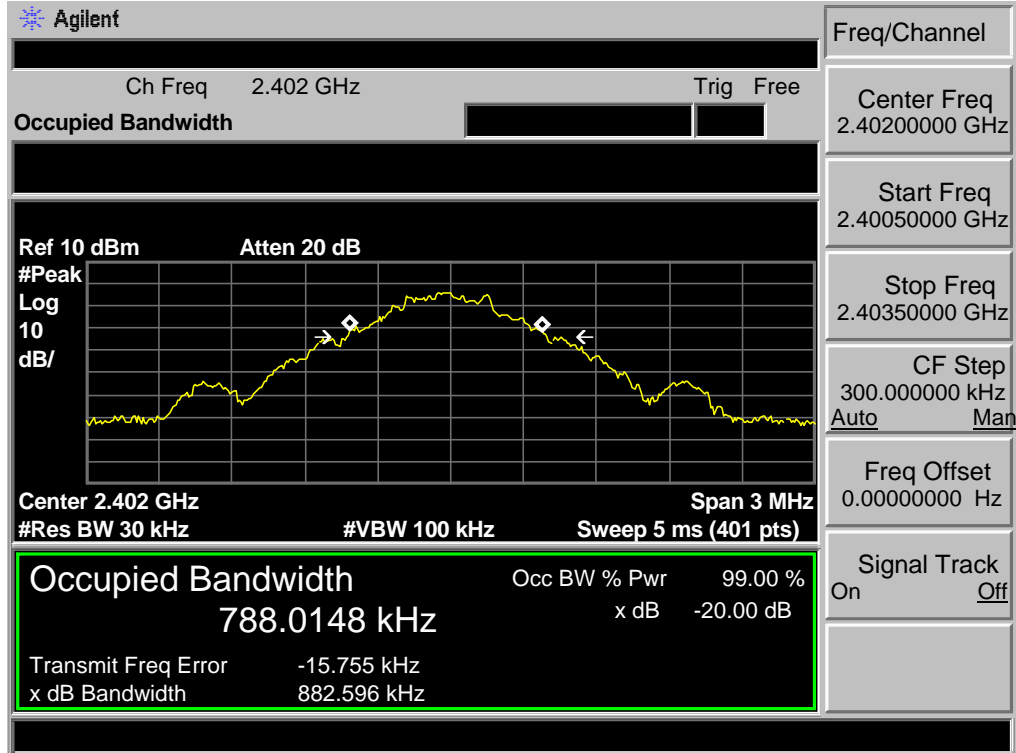 Agilent
Freq/Channel
Ch Freq 2.402 GHz Trig Free
Occupied Bandwidth
Center Freq
2.40200000 GHz
Start Freq
2.40050000 GHz
Ref 10 dBm Atten 20 dB
#Peak
Log
10
dB/
Stop Freq
2.40350000 GHz
CF Step
300.000000 kHz
Auto Man
Freq Offset
0.00000000 Hz
Center 2.402 GHz Span 3 MHz
#Res BW 30 kHz #VBW 100 kHz Sweep 5 ms (401 pts)
Signal Track
On Off
Occupied Bandwidth Occ BW % Pwr 99.00 %
788.0148 kHz x dB -20.00 dB
Transmit Freq Error -15.755 kHz
x dB Bandwidth 882.596 kHz